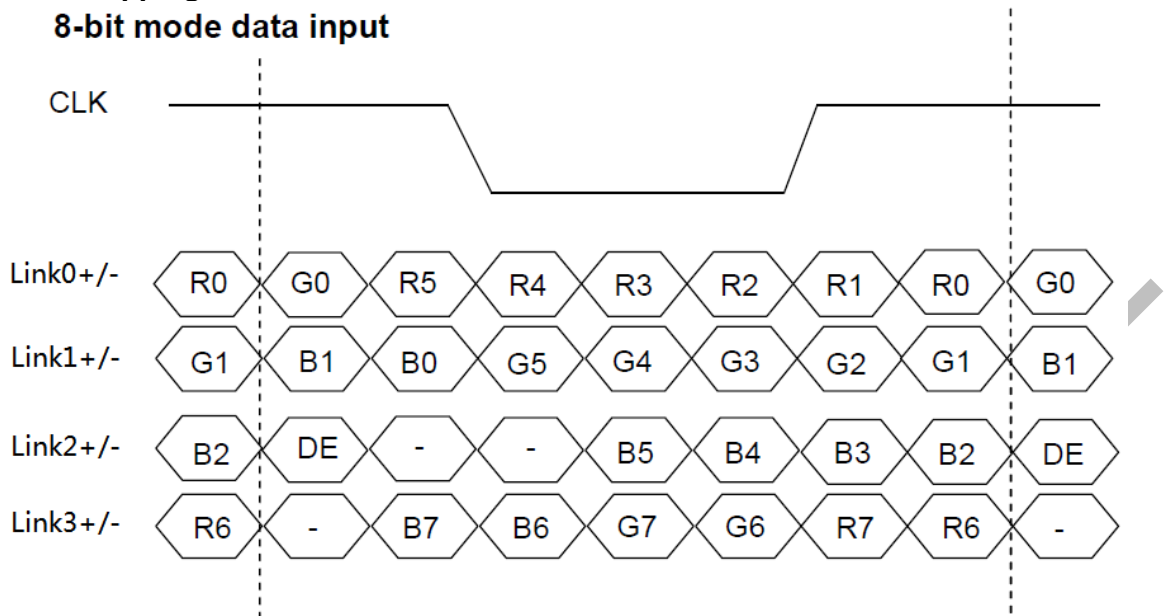 8-bit mode data input
CLK
Link0+/- R0 G0 R5 R4 R3 R2 R1 R0 G0
Link1+/- G1 B1 B0 G5 G4 G3 G2 G1 B1
Link2+/- B2 DE - - B5 B4 B3 B2 DE
Link3+/- R6 - B7 B6 G7 G6 R7 R6 -